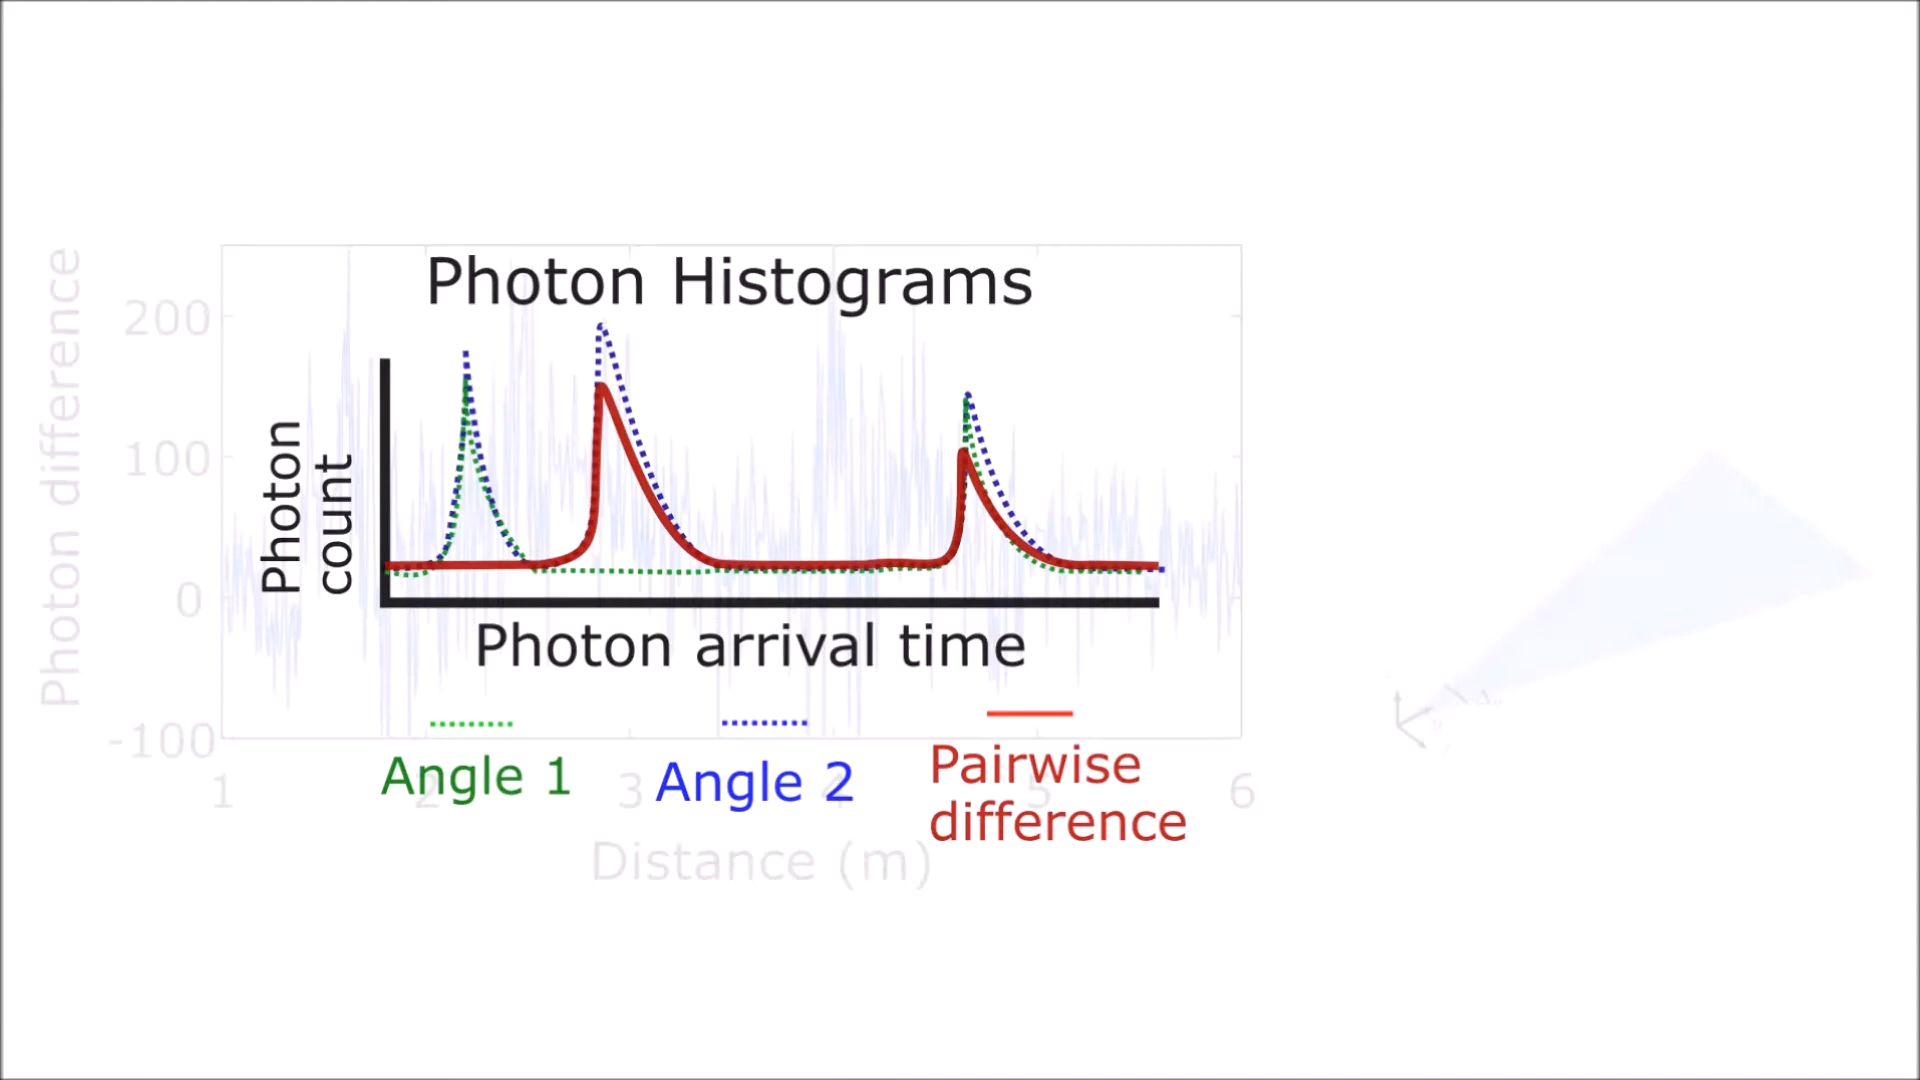 Photon Histograms
Photon
count
Photon arrival time
Angle 1
Angle 2
Pairwise
difference
Photon difference
200
100
0
-100
1
2
3
4
5
6
Distance (m)